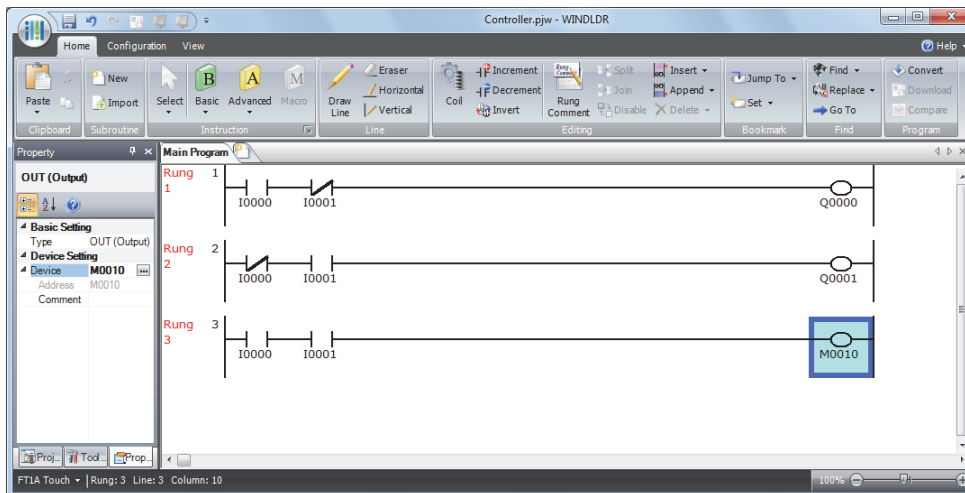 Controller.pjw - WINDLDR
Home Configuration View Help
Paste
Clipboard
New
Import
Subroutine
Select Basic Advanced Macro
B A M
Instruction
Draw Line
Eraser
Horizontal
Vertical
Line
Coil
Increment
Decrement
Invert
Rung Comment
Split
Join
Disable
Insert
Append
Delete
Editing
Jump To
Set
Bookmark
Find
Replace
Go To
Find
Convert
Download
Compare
Program
Property
OUT (Output)
Basic Setting
Type OUT (Output)
Device Setting
Device M0010 ...
Address M0010
Comment
Main Program
Rung 1
1
I0000 I0001 Q0000
Rung 2
2
I0000 I0001 Q0001
Rung 3
3
I0000 I0001 M0010
Proj... Tool... Prop...
FT1A Touch Rung: 3 Line: 3 Column: 10 100%